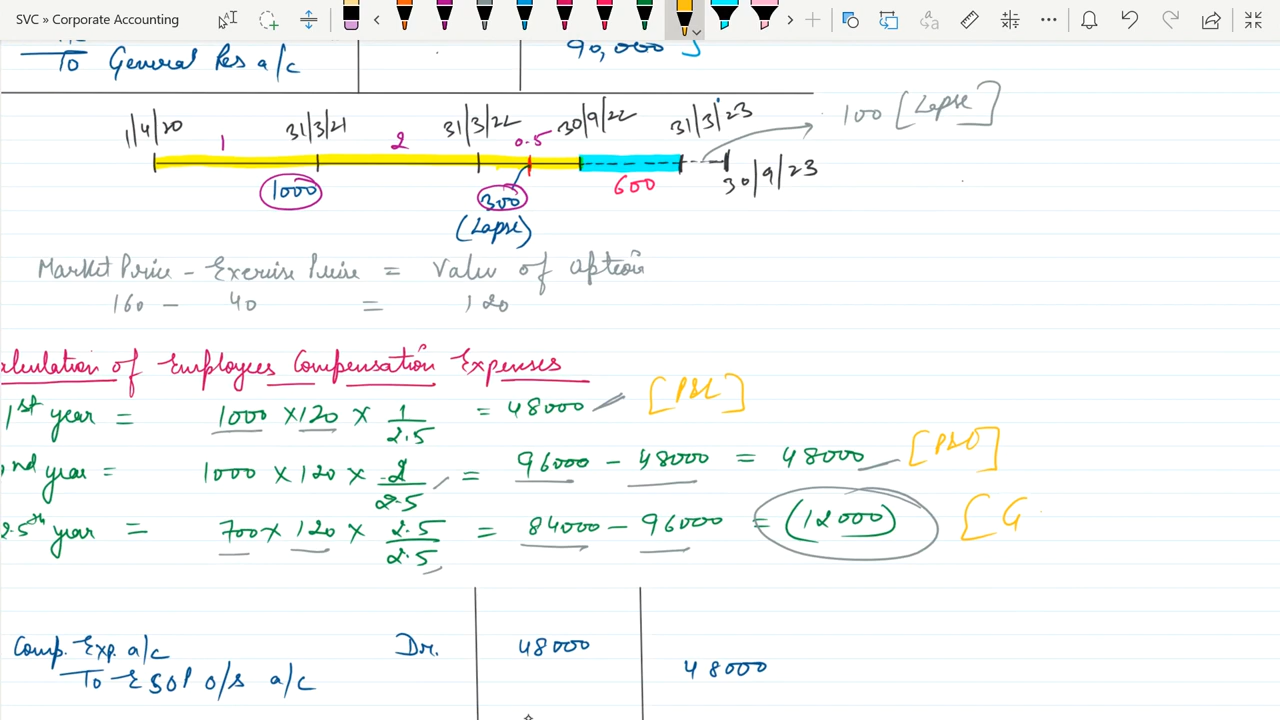 SVC » Corporate Accounting
To General Res a/c
90,000
1/4/20 31/3/21 31/3/22 30/9/22 31/3/23 100 [Lapse]
1 2 0.5
30/9/23
1000 300 600
(Lapse)
Market Price - Exercise Price = Value of option
160 - 40 = 120
alculation of Employees Compensation Expenses
1st year = 1000 × 120 × 1/2.5 = 48000 [P&L]
nd year = 1000 × 120 × 2/2.5 = 96000 - 48000 = 48000 [P&L]
2.5th year = 700 × 120 × 2.5/2.5 = 84000 - 96000 = (12000) [G
Comp. Exp. a/c Dr. 48000
To ESOP o/s a/c 48000